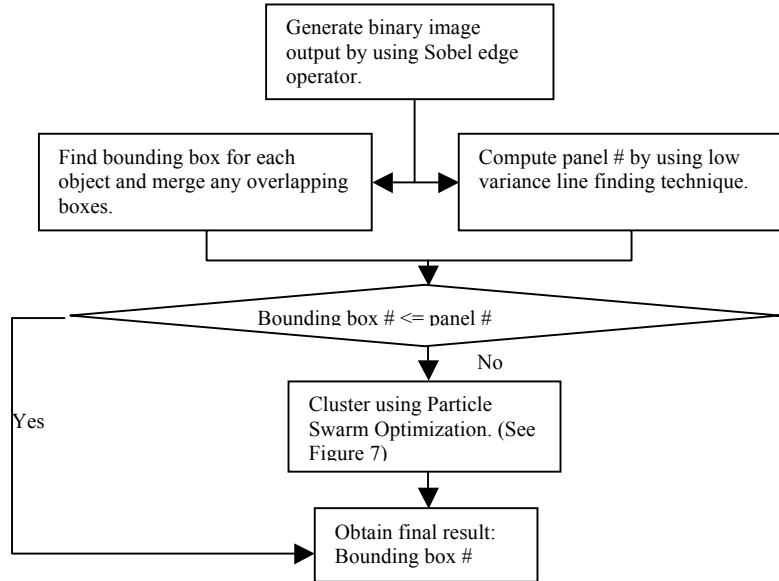 Generate binary image
output by using Sobel edge
operator.
Find bounding box for each
object and merge any overlapping
boxes.
Compute panel # by using low
variance line finding technique.
Bounding box # <= panel #
No
Yes
Cluster using Particle
Swarm Optimization. (See
Figure 7)
Obtain final result:
Bounding box #